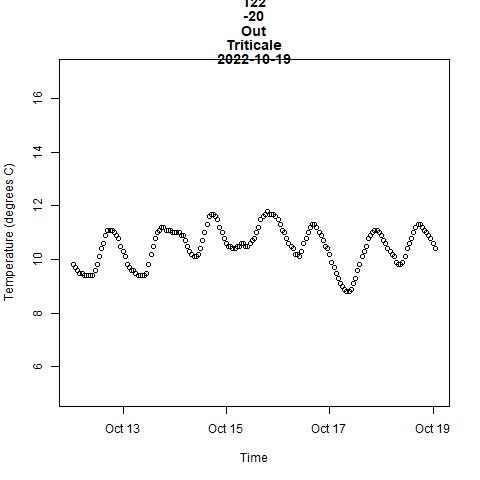 122
-20
Out
Triticale
2022-10-19
Temperature (degrees C)
16
14
12
10
8
6
Oct 13
Oct 15
Oct 17
Oct 19
Time